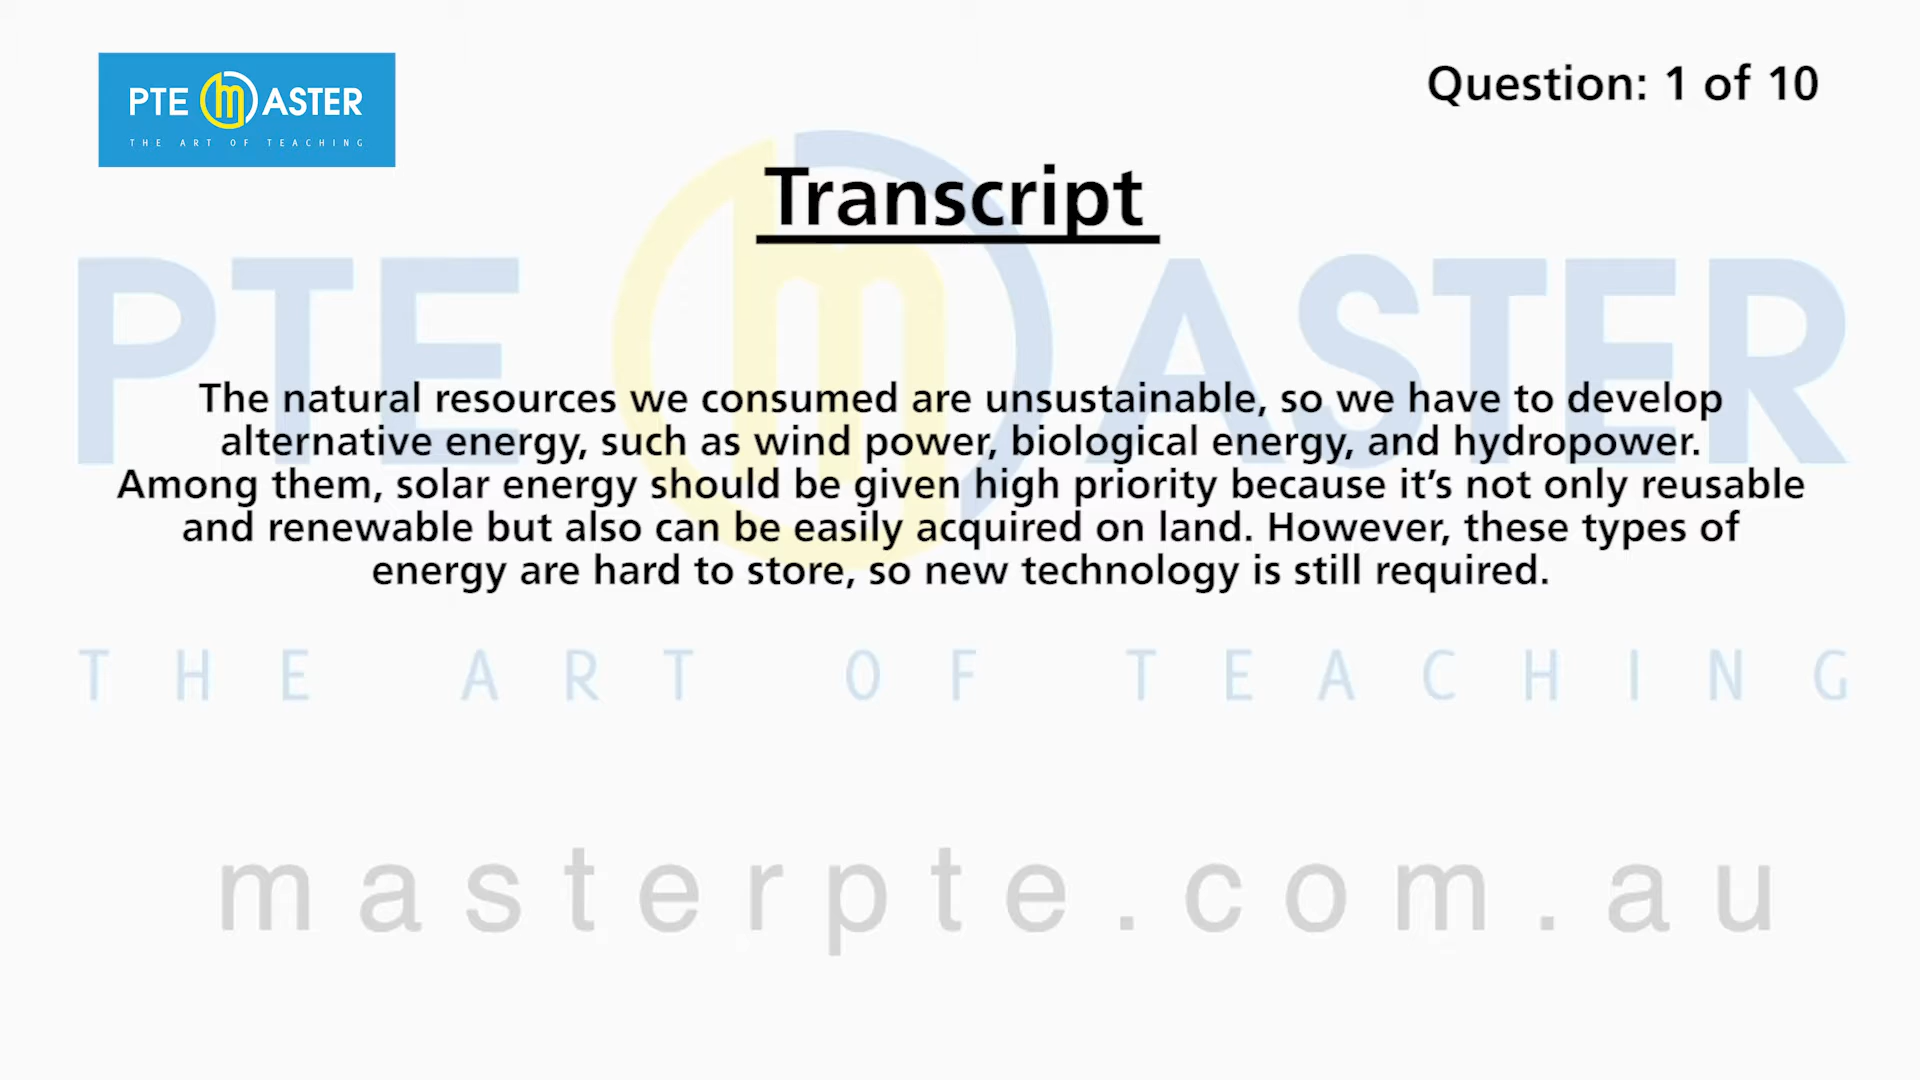 PTE MASTER
THE ART OF TEACHING
Question: 1 of 10
Transcript
PTE MASTER
The natural resources we consumed are unsustainable, so we have to develop
alternative energy, such as wind power, biological energy, and hydropower.
Among them, solar energy should be given high priority because it’s not only reusable
and renewable but also can be easily acquired on land. However, these types of
energy are hard to store, so new technology is still required.
THE ART OF TEACHING
masterpte.com.au